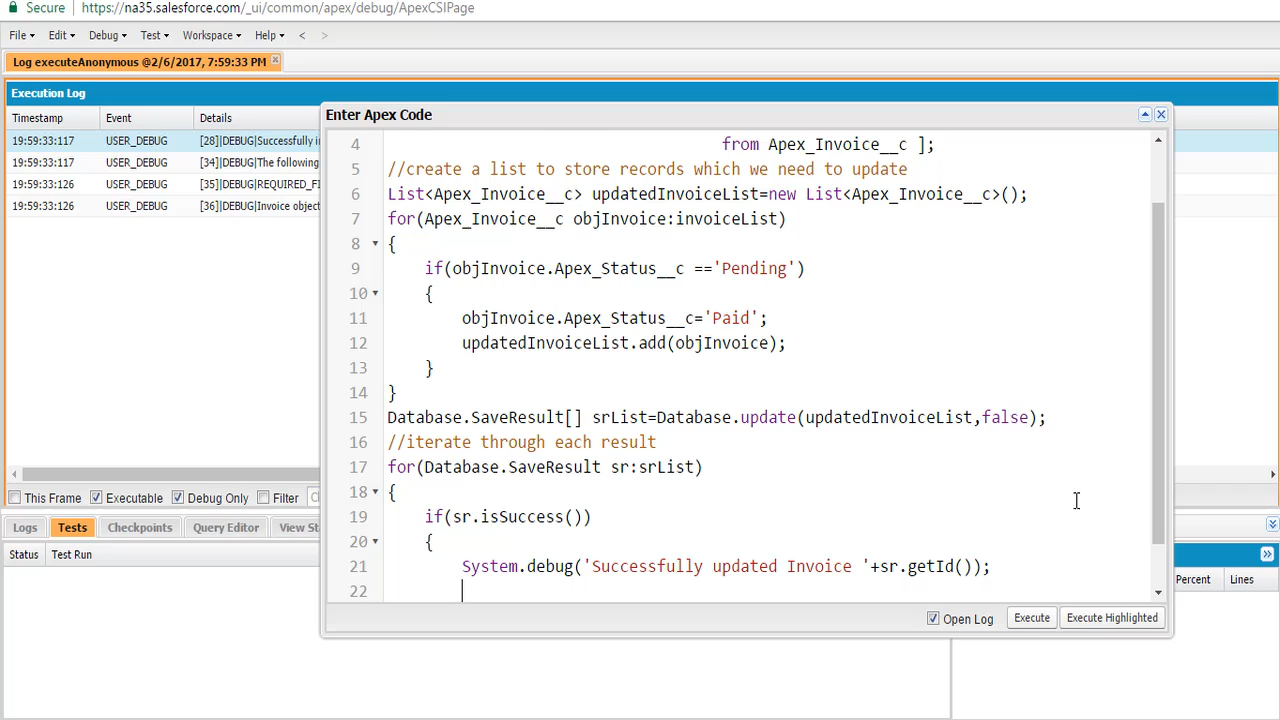 Secure https://na35.salesforce.com/_ui/common/apex/debug/ApexCSIPage
File Edit Debug Test Workspace Help < >
Log executeAnonymous @2/6/2017, 7:59:33 PM
Execution Log
Timestamp Event Details
19:59:33:117 USER_DEBUG [28]|DEBUG|Successfully
19:59:33:117 USER_DEBUG [34]|DEBUG|The following
19:59:33:126 USER_DEBUG [35]|DEBUG|REQUIRED_FI
19:59:33:126 USER_DEBUG [36]|DEBUG|Invoice object
Enter Apex Code
4 from Apex_Invoice__c ];
5 //create a list to store records which we need to update
6 List<Apex_Invoice__c> updatedInvoiceList=new List<Apex_Invoice__c>();
7 for(Apex_Invoice__c objInvoice:invoiceList)
8 {
9 if(objInvoice.Apex_Status__c =='Pending')
10 {
11 objInvoice.Apex_Status__c='Paid';
12 updatedInvoiceList.add(objInvoice);
13 }
14 }
15 Database.SaveResult[] srList=Database.update(updatedInvoiceList,false);
16 //iterate through each result
17 for(Database.SaveResult sr:srList)
18 {
19 if(sr.isSuccess())
20 {
21 System.debug('Successfully updated Invoice '+sr.getId());
22
Open Log Execute Execute Highlighted
This Frame Executable Debug Only Filter
Logs Tests Checkpoints Query Editor View St
Status Test Run
Percent Lines